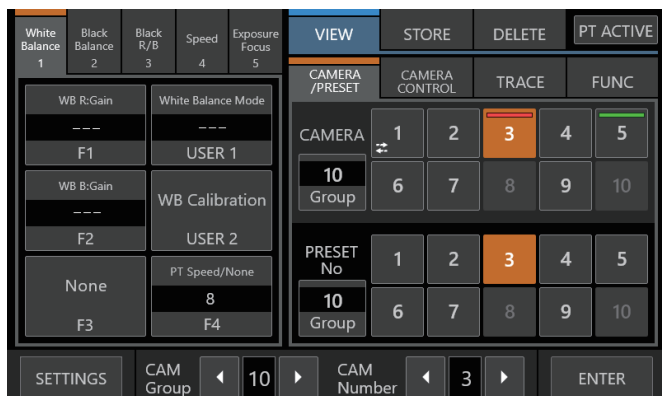 White Balance 1
Black Balance 2
Black R/B 3
Speed 4
Exposure Focus 5
WB R:Gain
---
F1
White Balance Mode
---
USER 1
WB B:Gain
---
F2
WB Calibration
USER 2
None
F3
PT Speed/None
8
F4
VIEW
STORE
DELETE
PT ACTIVE
CAMERA
/PRESET
CAMERA
CONTROL
TRACE
FUNC
CAMERA
1 2 3 4 5
10
Group
6 7 8 9 10
PRESET
No
1 2 3 4 5
10
Group
6 7 8 9 10
SETTINGS
CAM
Group
10
CAM
Number
3
ENTER